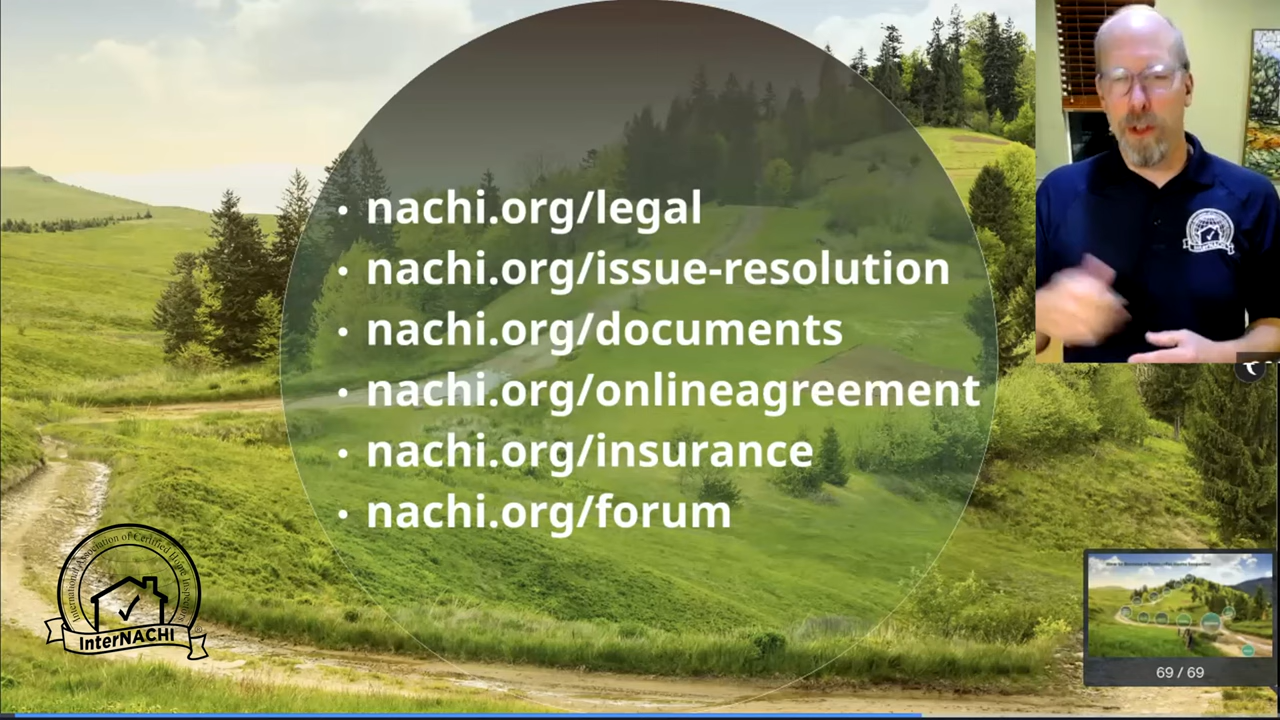 • nachi.org/legal
• nachi.org/issue-resolution
• nachi.org/documents
• nachi.org/onlineagreement
• nachi.org/insurance
• nachi.org/forum
International Association of Certified Home Inspectors
InterNACHI
69 / 69